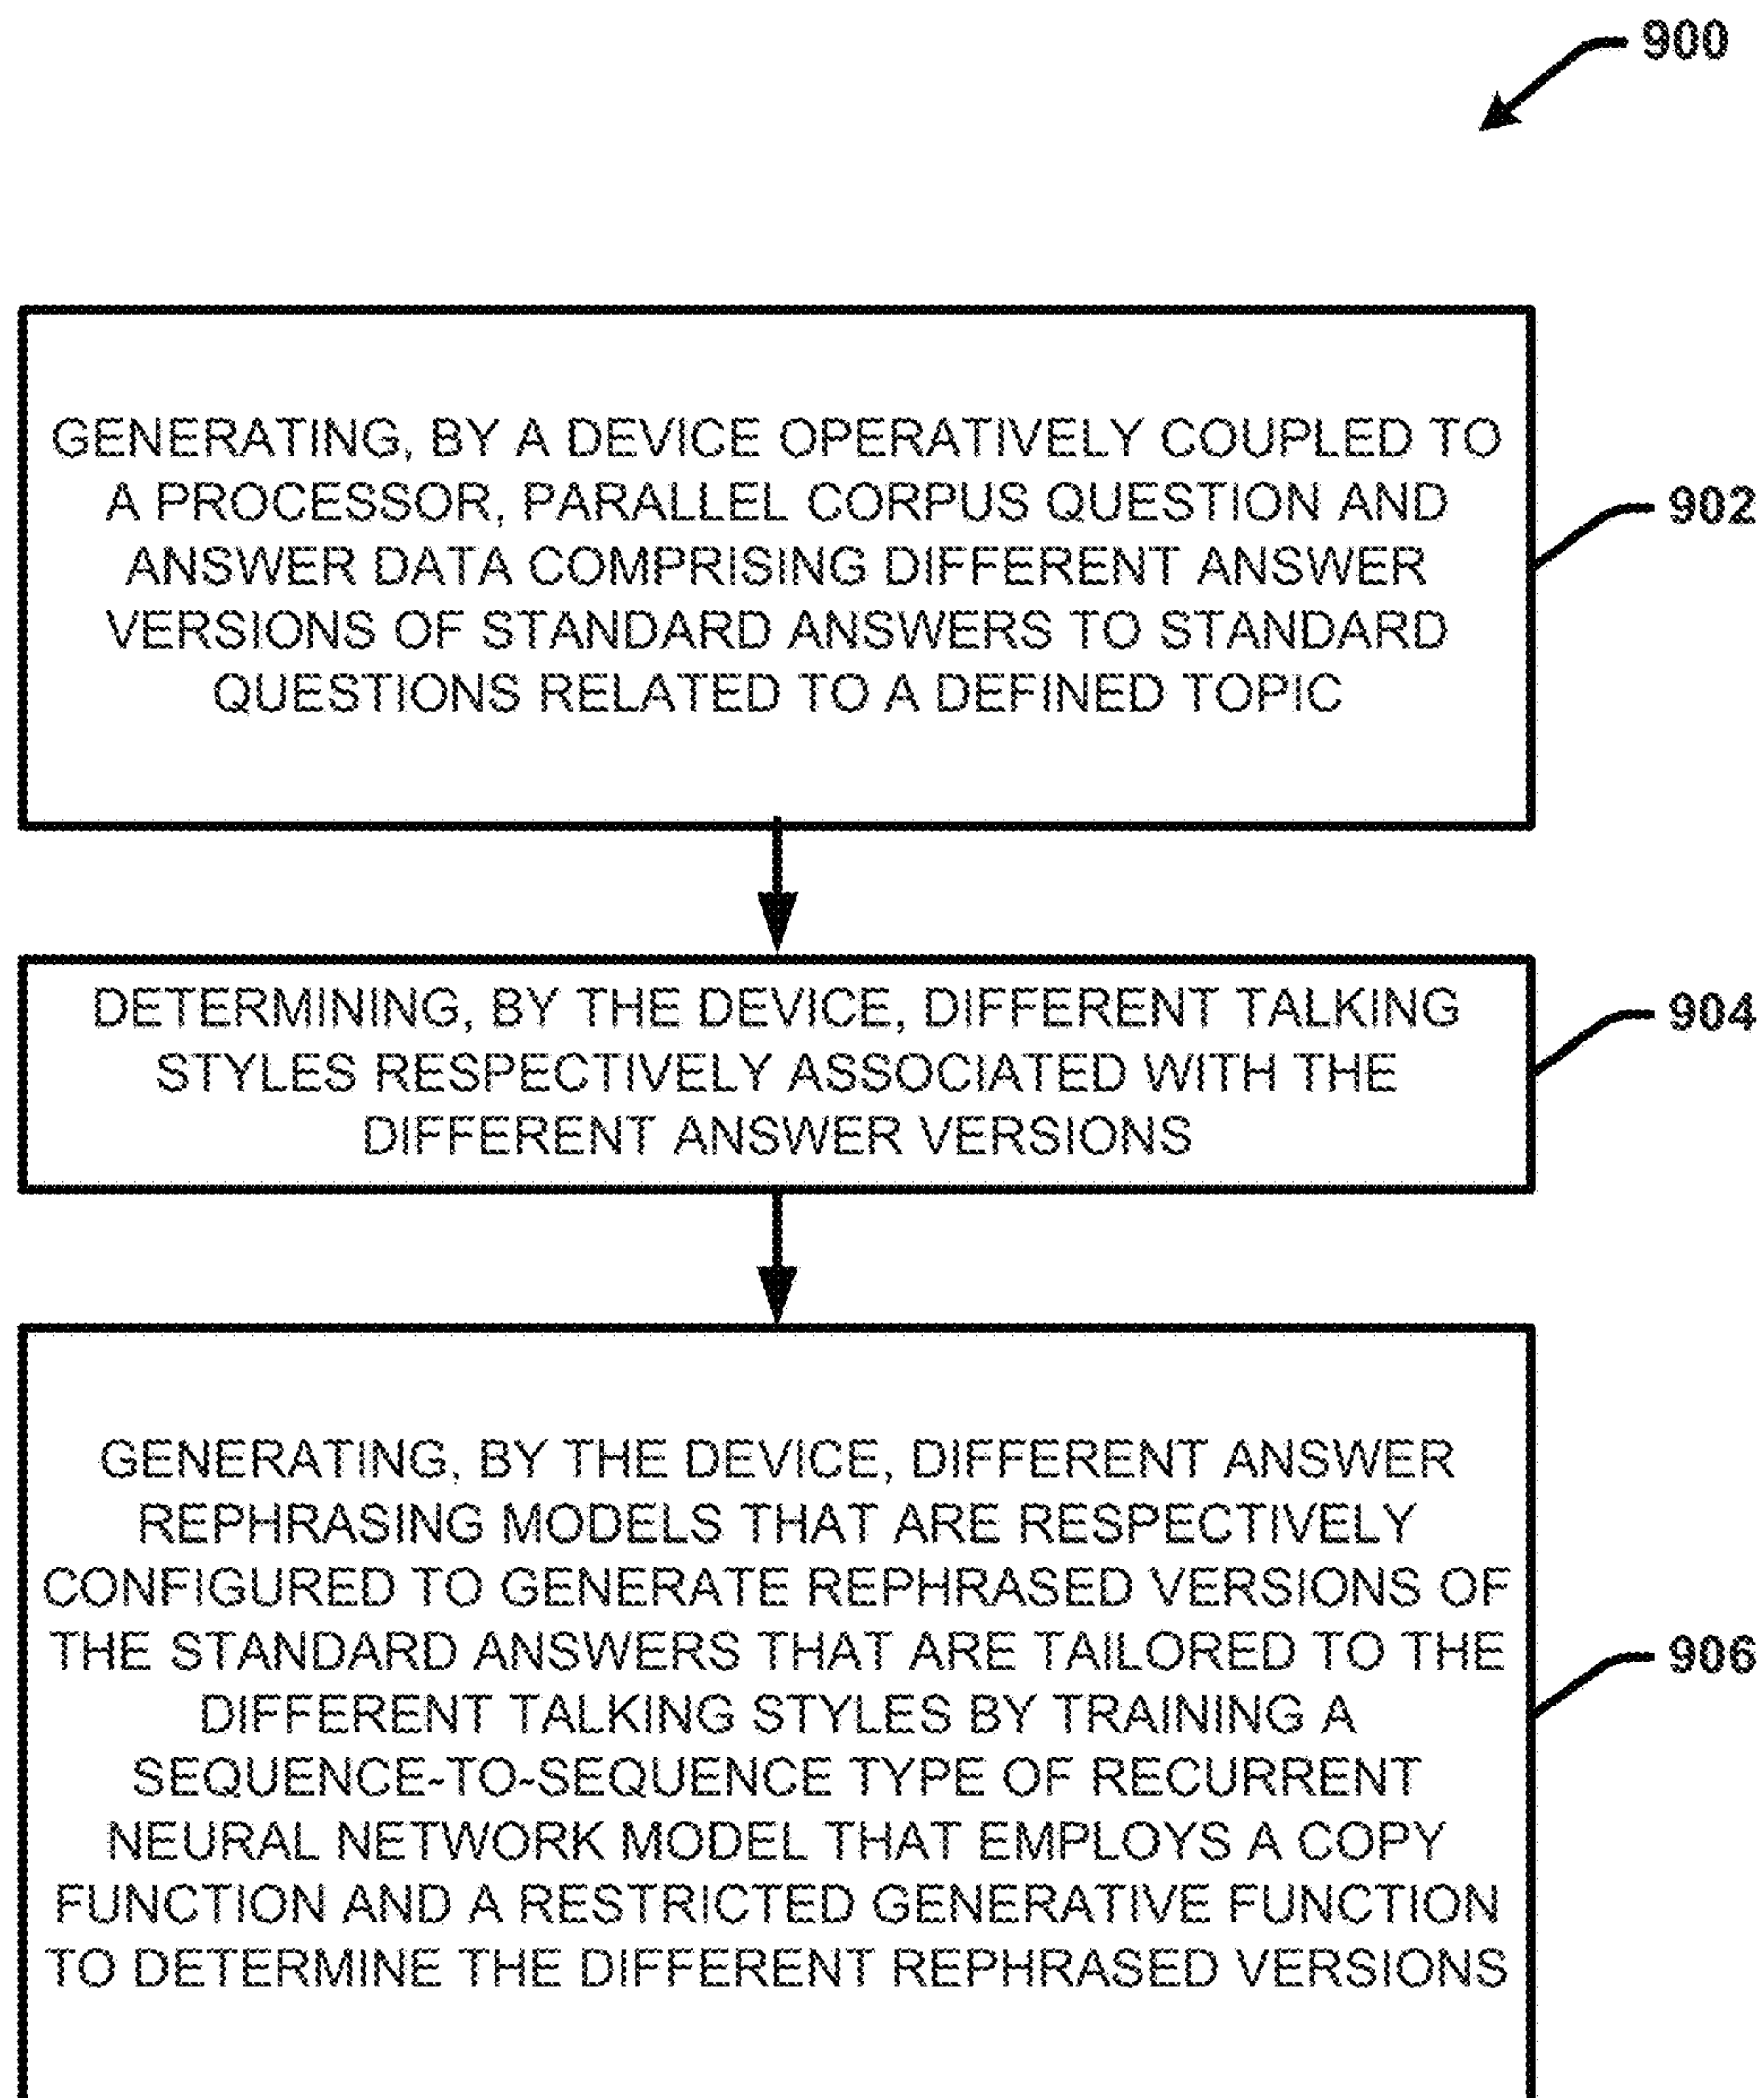 900
GENERATING, BY A DEVICE OPERATIVELY COUPLED TO
A PROCESSOR, PARALLEL CORPUS QUESTION AND
ANSWER DATA COMPRISING DIFFERENT ANSWER
VERSIONS OF STANDARD ANSWERS TO STANDARD
QUESTIONS RELATED TO A DEFINED TOPIC
902
DETERMINING, BY THE DEVICE, DIFFERENT TALKING
STYLES RESPECTIVELY ASSOCIATED WITH THE
DIFFERENT ANSWER VERSIONS
904
GENERATING, BY THE DEVICE, DIFFERENT ANSWER
REPHRASING MODELS THAT ARE RESPECTIVELY
CONFIGURED TO GENERATE REPHRASED VERSIONS OF
THE STANDARD ANSWERS THAT ARE TAILORED TO THE
DIFFERENT TALKING STYLES BY TRAINING A
SEQUENCE-TO-SEQUENCE TYPE OF RECURRENT
NEURAL NETWORK MODEL THAT EMPLOYS A COPY
FUNCTION AND A RESTRICTED GENERATIVE FUNCTION
TO DETERMINE THE DIFFERENT REPHRASED VERSIONS
906